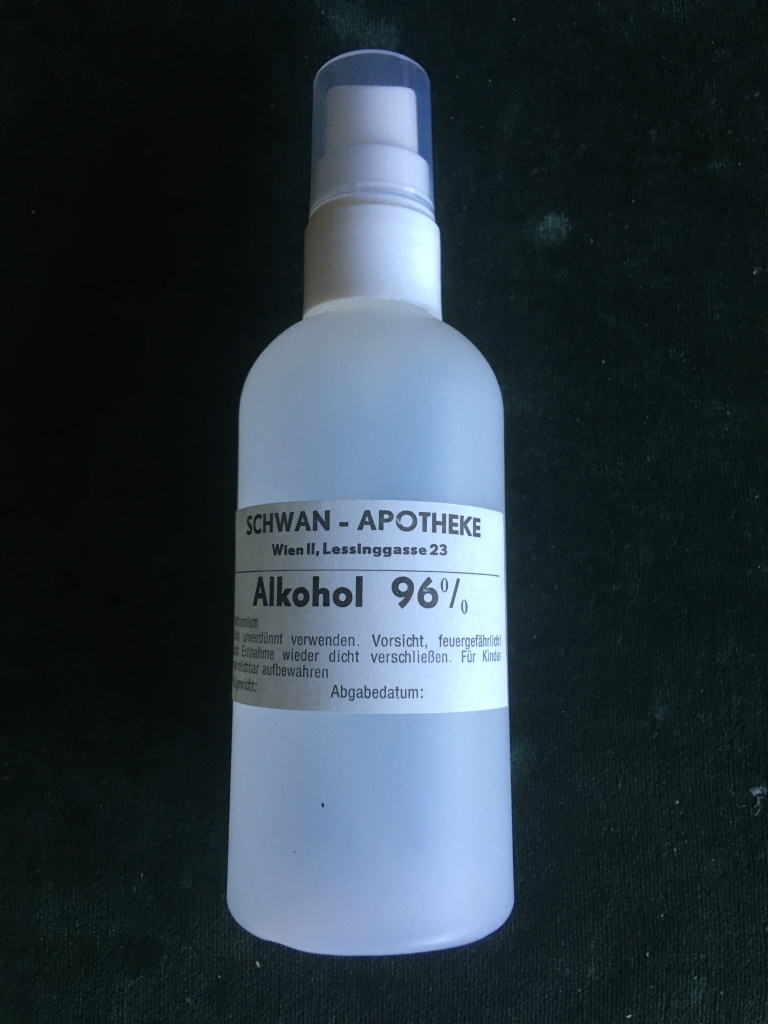 SCHWAN - APOTHEKE
Wien II, Lessinggasse 23
Alkohol 96%
unverdünnt verwenden. Vorsicht, feuergefährlich!
Entnahme wieder dicht verschließen. Für Kinder
aufbewahren
Abgabedatum: